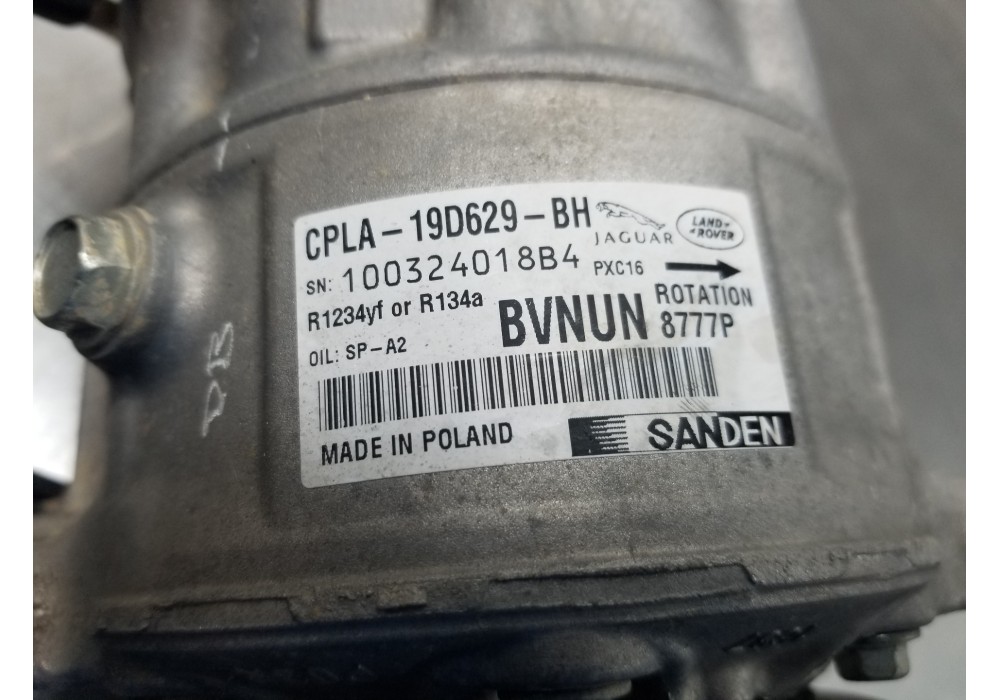 CPLA-19D629-BH JAGUAR LAND-ROVER
SN: 100324018B4 PXC16
R1234yf or R134a BVNUN ROTATION
OIL: SP-A2 8777P
MADE IN POLAND SANDEN